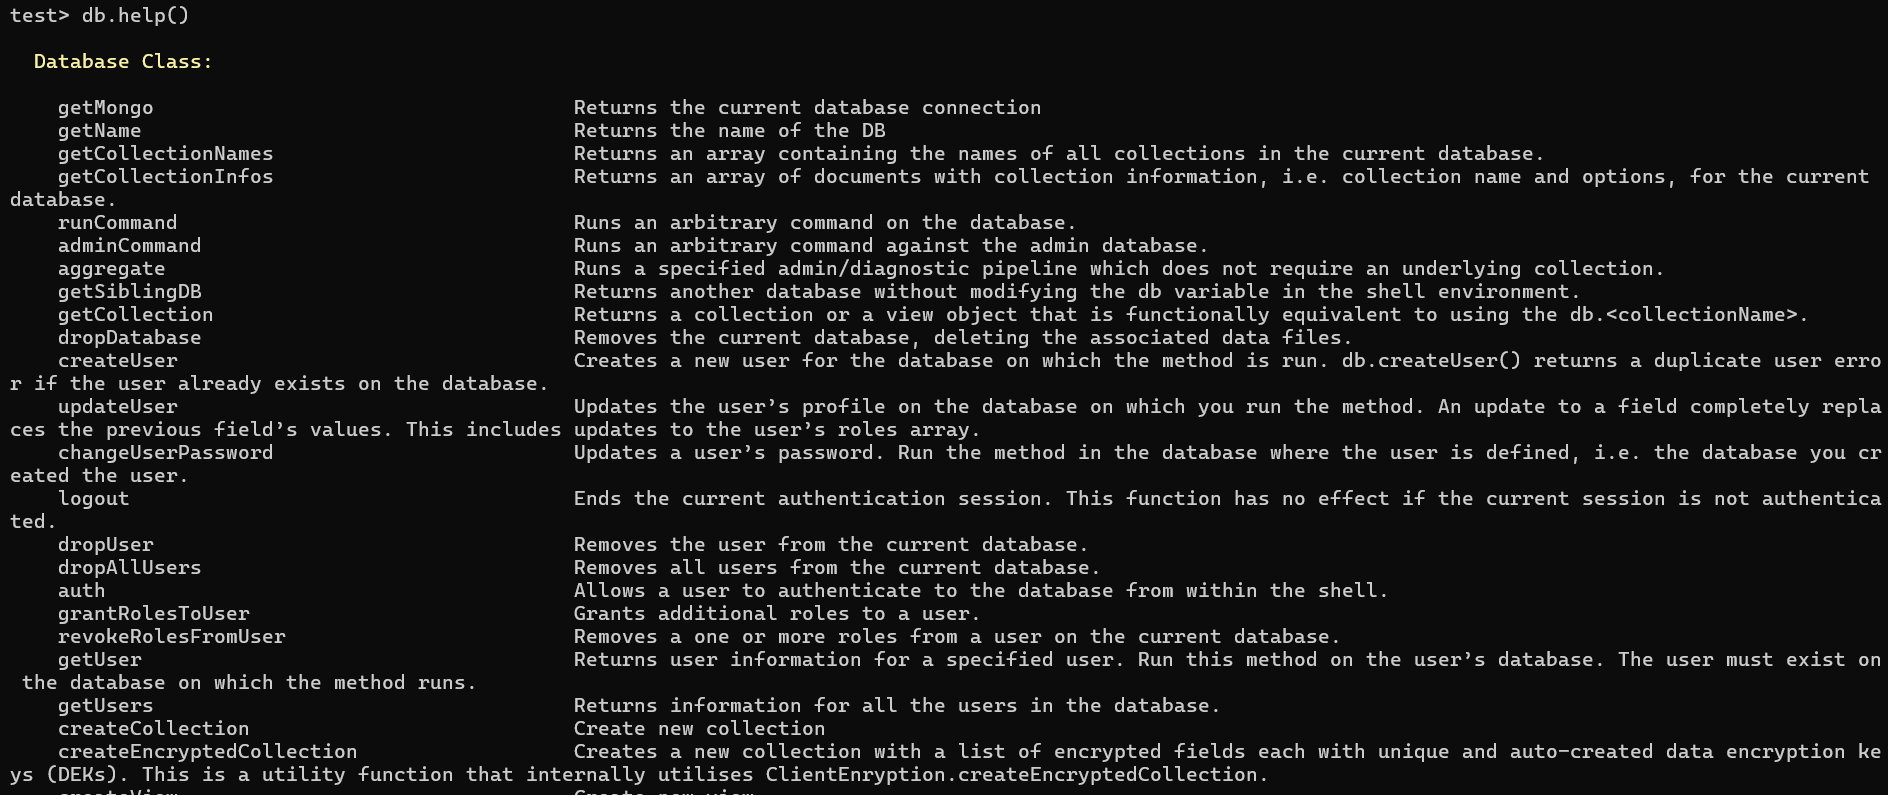 test> db.help()
Database Class:
getMongo Returns the current database connection
getName Returns the name of the DB
getCollectionNames Returns an array containing the names of all collections in the current database.
getCollectionInfos Returns an array of documents with collection information, i.e. collection name and options, for the current
database.
runCommand Runs an arbitrary command on the database.
adminCommand Runs an arbitrary command against the admin database.
aggregate Runs a specified admin/diagnostic pipeline which does not require an underlying collection.
getSiblingDB Returns another database without modifying the db variable in the shell environment.
getCollection Returns a collection or a view object that is functionally equivalent to using the db.<collectionName>.
dropDatabase Removes the current database, deleting the associated data files.
createUser Creates a new user for the database on which the method is run. db.createUser() returns a duplicate user erro
r if the user already exists on the database.
updateUser Updates the user’s profile on the database on which you run the method. An update to a field completely repla
ces the previous field’s values. This includes updates to the user’s roles array.
changeUserPassword Updates a user’s password. Run the method in the database where the user is defined, i.e. the database you cr
eated the user.
logout Ends the current authentication session. This function has no effect if the current session is not authentica
ted.
dropUser Removes the user from the current database.
dropAllUsers Removes all users from the current database.
auth Allows a user to authenticate to the database from within the shell.
grantRolesToUser Grants additional roles to a user.
revokeRolesFromUser Removes a one or more roles from a user on the current database.
getUser Returns user information for a specified user. Run this method on the user’s database. The user must exist on
the database on which the method runs.
getUsers Returns information for all the users in the database.
createCollection Create new collection
createEncryptedCollection Creates a new collection with a list of encrypted fields each with unique and auto-created data encryption ke
ys (DEKs). This is a utility function that internally utilises ClientEnryption.createEncryptedCollection.
createView Create new view